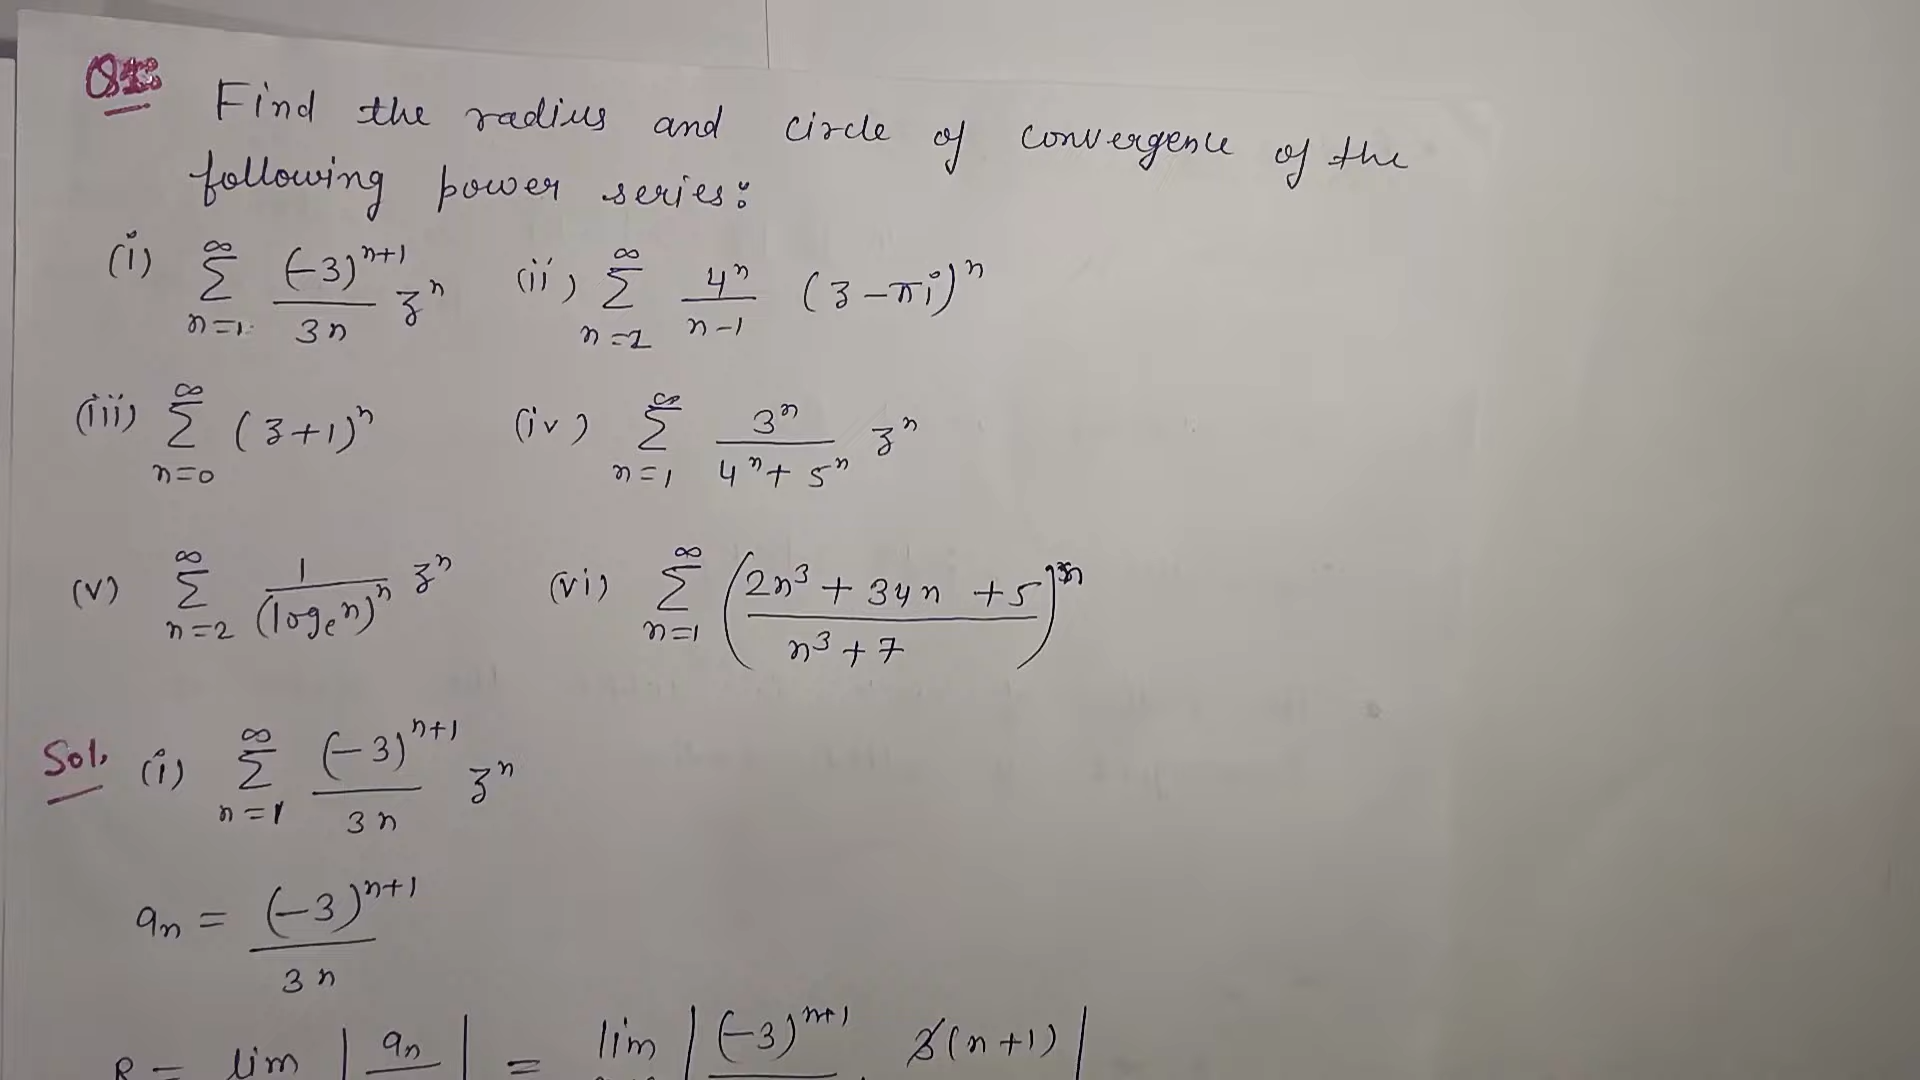 Q1:
Find the radius and circle of convergence of the
following power series:
(i) ∞∑n=1 (-3)^(n+1)/3n z^n (ii) ∞∑n=2 4^n/(n-1) (z-πi)^n
(iii) ∞∑n=0 (z+1)^n (iv) ∞∑n=1 3^n/(4^n+5^n) z^n
(v) ∞∑n=2 1/(log_e n)^n z^n (vi) ∞∑n=1 ((2n^3+34n+5)/(n^3+7))^n
Sol. (i) ∞∑n=1 (-3)^(n+1)/3n z^n
a_n = (-3)^(n+1)/3n
R = lim |a_n = lim |(-3)^(n+1) . 3(n+1)|